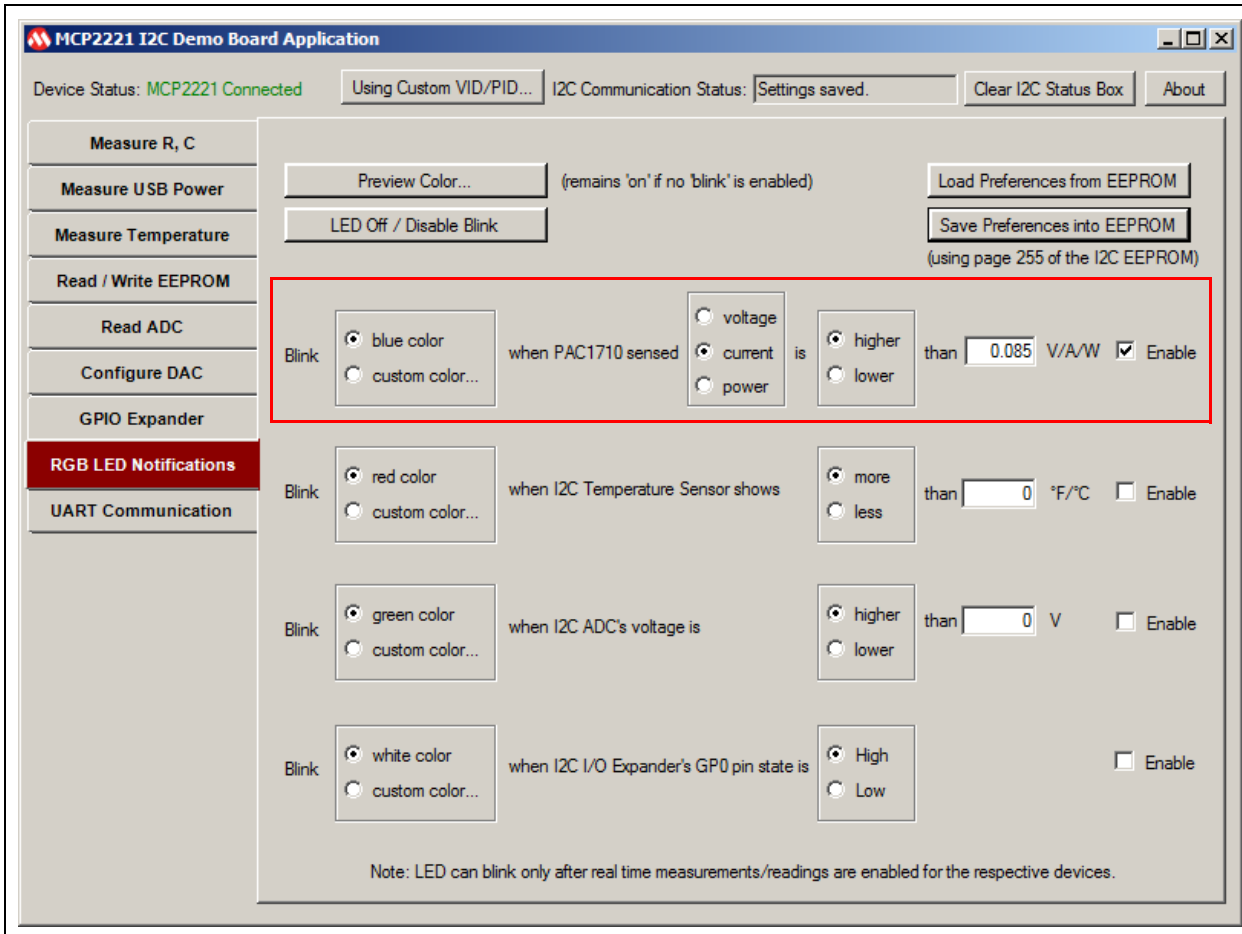 MCP2221 I2C Demo Board Application
Device Status: MCP2221 Connected Using Custom VID/PID... I2C Communication Status: Settings saved. Clear I2C Status Box About
Measure R, C
Measure USB Power
Measure Temperature
Read / Write EEPROM
Read ADC
Configure DAC
GPIO Expander
RGB LED Notifications
UART Communication
Preview Color... (remains 'on' if no 'blink' is enabled) Load Preferences from EEPROM
LED Off / Disable Blink Save Preferences into EEPROM
(using page 255 of the I2C EEPROM)
voltage
blue color higher
Blink when PAC1710 sensed current is than 0.085 V/A/W Enable
custom color... lower
power
red color more
Blink when I2C Temperature Sensor shows than 0 °F/°C Enable
custom color... less
green color higher
Blink when I2C ADC's voltage is than 0 V Enable
custom color... lower
white color High
Blink when I2C I/O Expander's GP0 pin state is Enable
custom color... Low
Note: LED can blink only after real time measurements/readings are enabled for the respective devices.